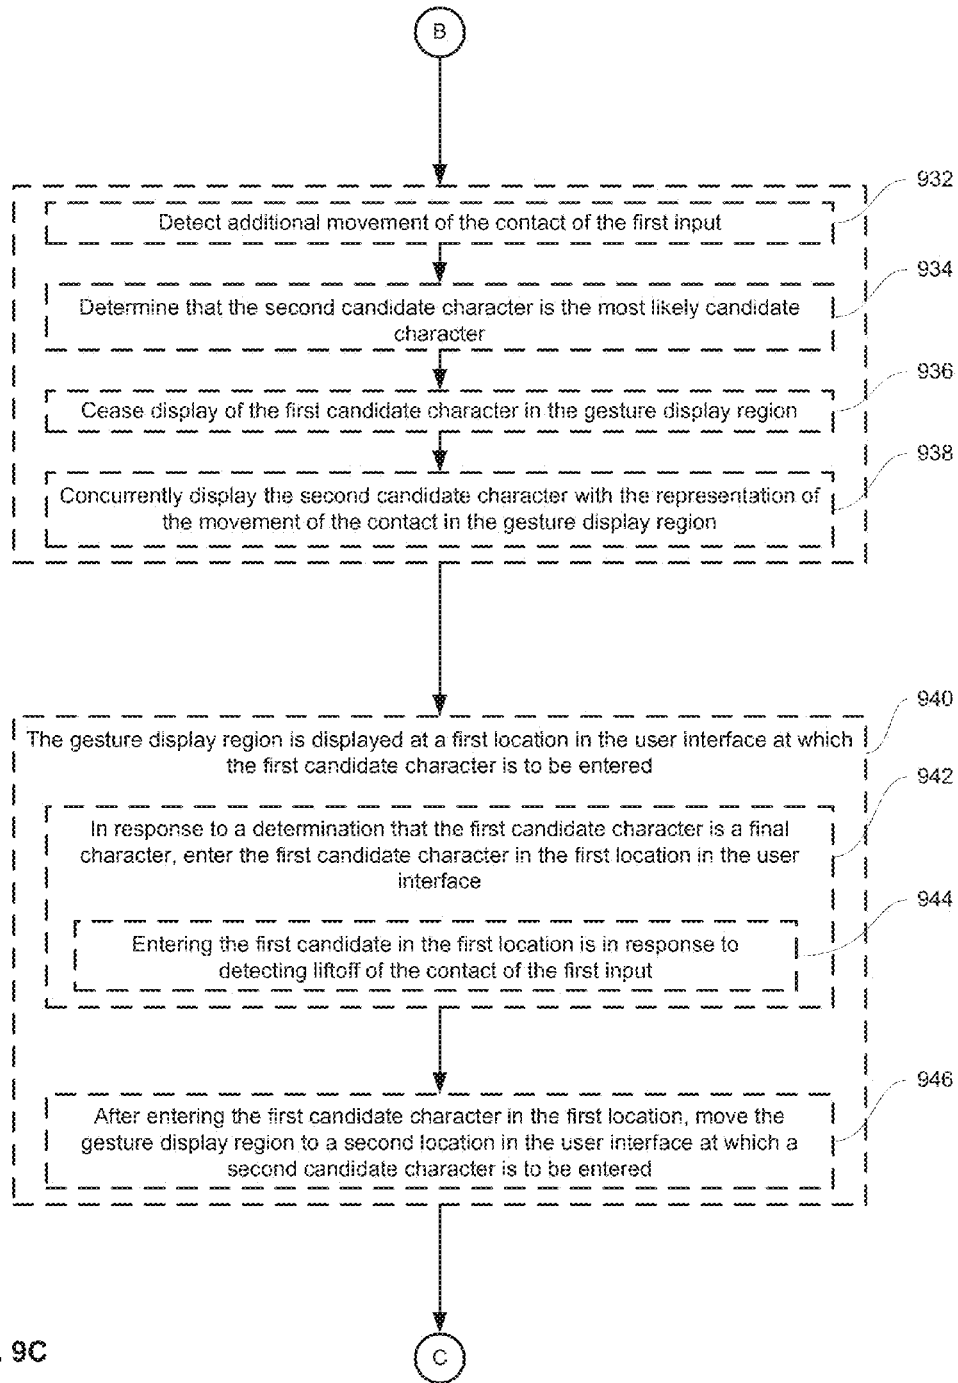 B
932
Detect additional movement of the contact of the first input
934
Determine that the second candidate character is the most likely candidate
character
936
Cease display of the first candidate character in the gesture display region
938
Concurrently display the second candidate character with the representation of
the movement of the contact in the gesture display region
940
The gesture display region is displayed at a first location in the user interface at which
the first candidate character is to be entered
942
In response to a determination that the first candidate character is a final
character, enter the first candidate character in the first location in the user
interface
944
Entering the first candidate in the first location is in response to
detecting liftoff of the contact of the first input
946
After entering the first candidate character in the first location, move the
gesture display region to a second location in the user interface at which a
second candidate character is to be entered
. 9C
C